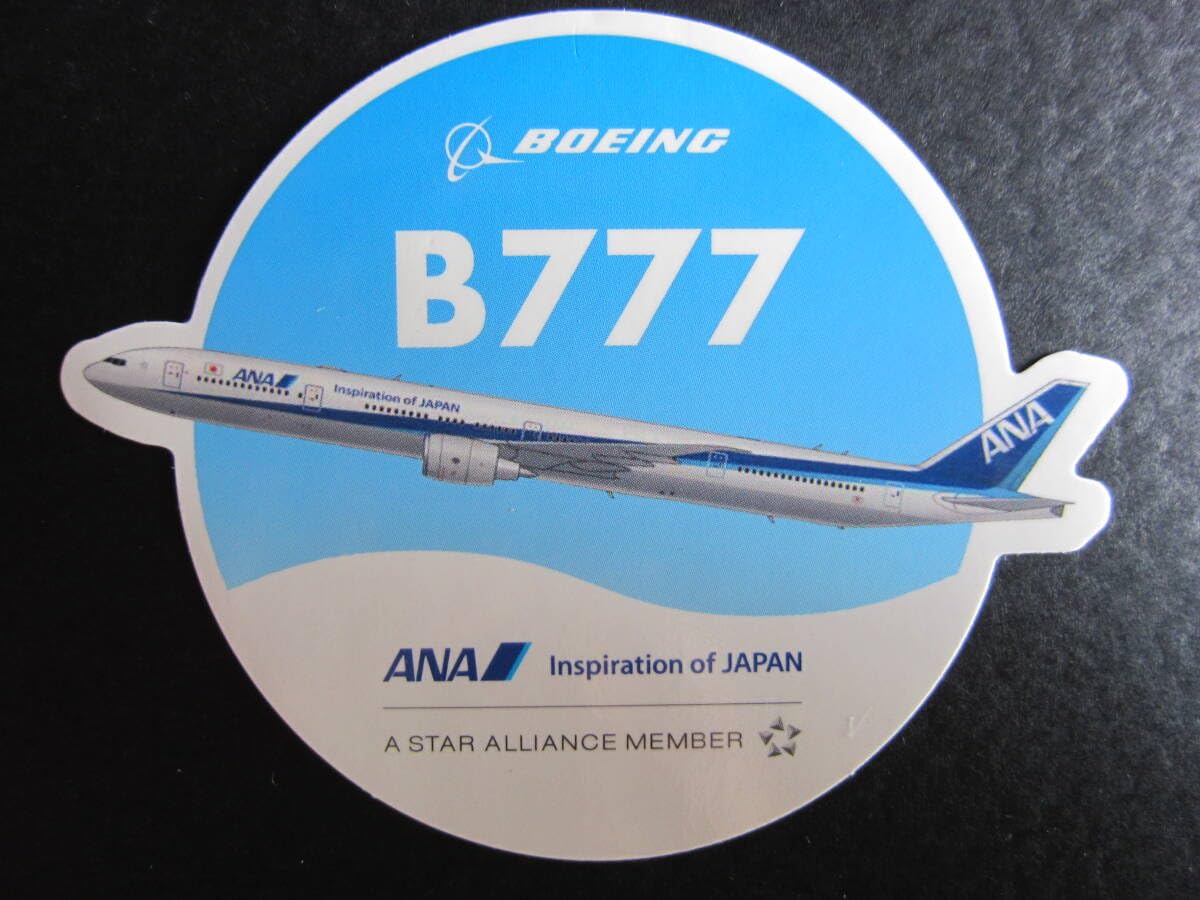 BOEING
B777
ANA
Inspiration of JAPAN
ANA
ANA Inspiration of JAPAN
A STAR ALLIANCE MEMBER